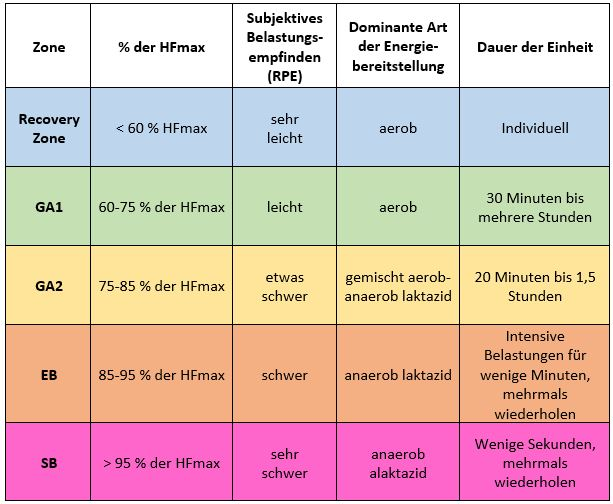 Zone
% der HFmax
Subjektives
Belastungs-
empfinden
(RPE)
Dominante Art
der Energie-
bereitstellung
Dauer der Einheit
Recovery
Zone
< 60 % HFmax
sehr
leicht
aerob
Individuell
GA1
60-75 % der HFmax
leicht
aerob
30 Minuten bis
mehrere Stunden
GA2
75-85 % der HFmax
etwas
schwer
gemischt aerob-
anaerob laktazid
20 Minuten bis 1,5
Stunden
EB
85-95 % der HFmax
schwer
anaerob laktazid
Intensive
Belastungen für
wenige Minuten,
mehrmals
wiederholen
SB
> 95 % der HFmax
sehr
schwer
anaerob
alaktazid
Wenige Sekunden,
mehrmals
wiederholen